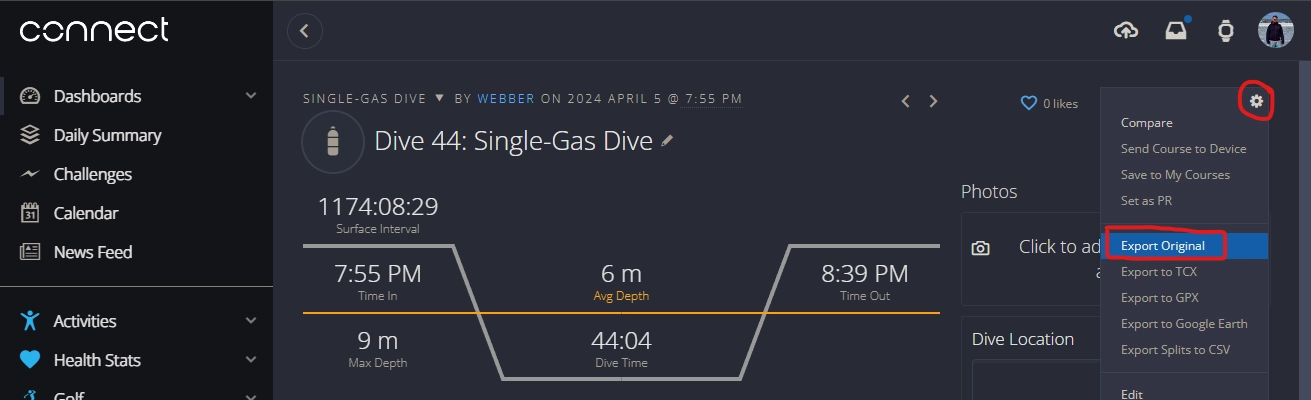 connect
Dashboards
Daily Summary
Challenges
31
Calendar
News Feed
Activities
Health Stats
Golf
SINGLE-GAS DIVE ▼ BY WEBBER ON 2024 APRIL 5 @ 7:55 PM
Dive 44: Single-Gas Dive
1174:08:29
Surface Interval
7:55 PM
Time In
6 m
Avg Depth
8:39 PM
Time Out
9 m
Max Depth
44:04
Dive Time
0 likes
Photos
Click to ad
a
Dive Location
Compare
Send Course to Device
Save to My Courses
Set as PR
Export Original
Export to TCX
Export to GPX
Export to Google Earth
Export Splits to CSV
Edit